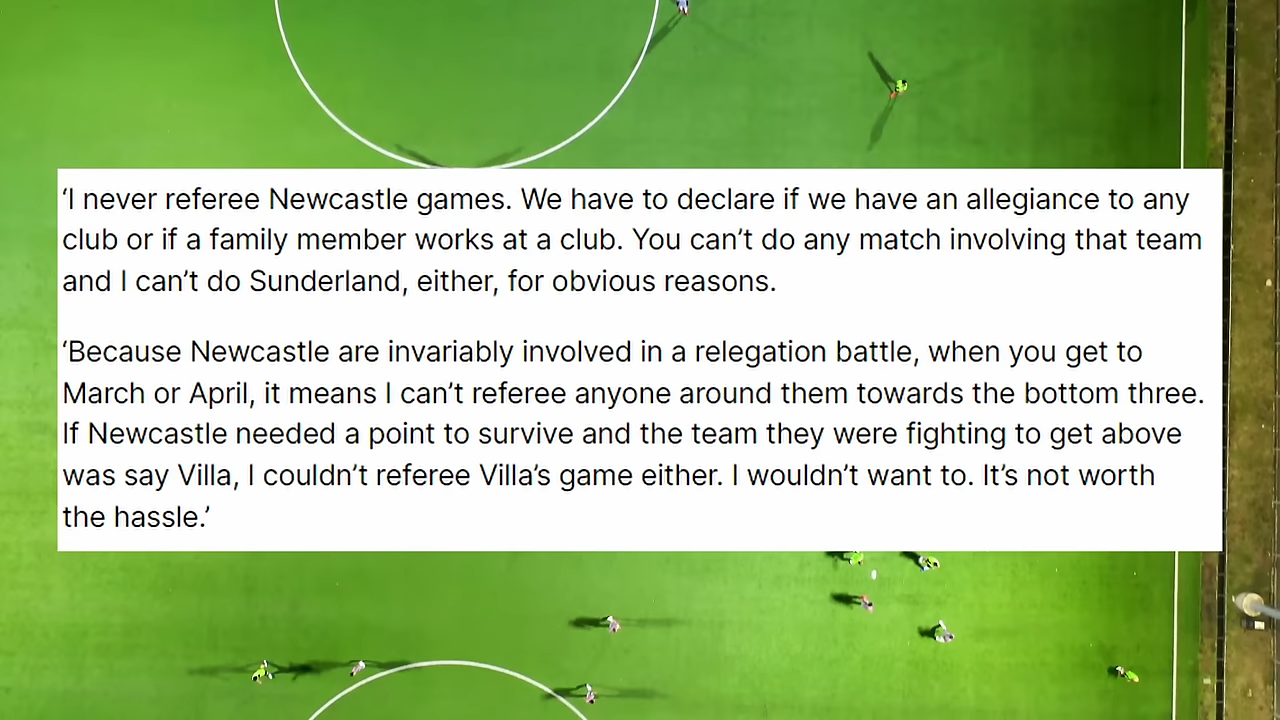 ‘I never referee Newcastle games. We have to declare if we have an allegiance to any
club or if a family member works at a club. You can’t do any match involving that team
and I can’t do Sunderland, either, for obvious reasons.
‘Because Newcastle are invariably involved in a relegation battle, when you get to
March or April, it means I can’t referee anyone around them towards the bottom three.
If Newcastle needed a point to survive and the team they were fighting to get above
was say Villa, I couldn’t referee Villa’s game either. I wouldn’t want to. It’s not worth
the hassle.’